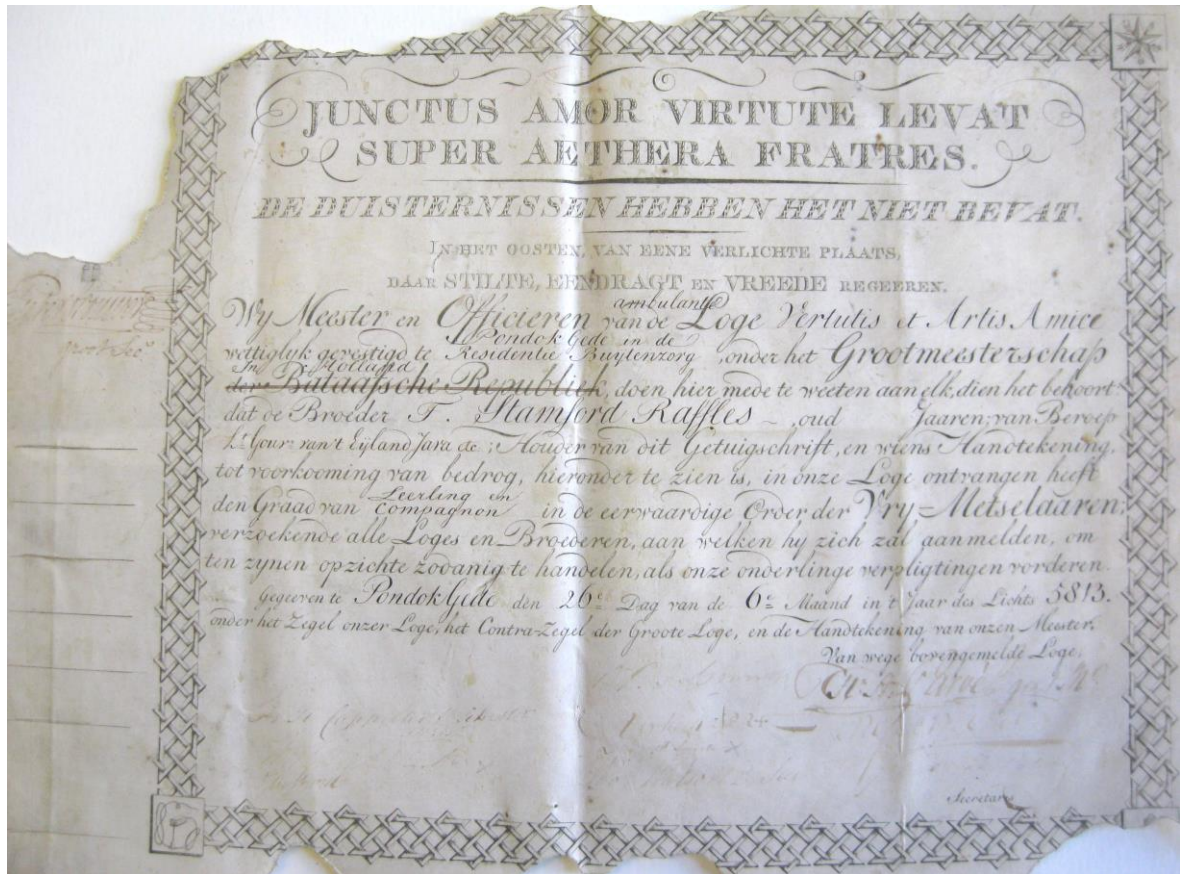 JUNCTUS AMOR VIRTUTE LEVAT
SUPER AETHERA FRATRES.
DE DUISTERNISSEN HEBBEN HET NIET BEVAT.
IN HET OOSTEN, VAN EENE VERLICHTE PLAATS,
DAAR STILTE, EENDRAGT EN VREEDE REGEEREN.
ambulante
Wy Meester en Officieren van de Loge Virtutis et Artis Amice
Pondok Gede in de
wettiglyk gevestigd te Residentie Buytenzorg, onder het Grootmeesterschap
In Holland
der Bataafsche Republiek, doen hier mede te weeten aan elk, dien het behoort
dat de Broeder T. Stamford Raffles - oud Jaaren; van Beroep
Lt Gouvr: van't Eyland Java &c; Houder van dit Getuigschrift, en wiens Handtekening,
tot voorkooming van bedrog, hieronder te zien is, in onze Loge ontvangen heeft
Leerling en
den Graad van Compagnon in de eerwaardige Order der Vry-Metselaaren;
verzoekende alle Loges en Broederen, aan welken hy zich zal aanmelden, om
ten zynen opzichte zodanig te handelen, als onze onderlinge verpligtingen vorderen.
Gegeeven te Pondok Gede den 26e Dag van de 6e Maand in 't Jaar des Lichts 5813.
onder het Zegel onzer Loge, het Contra-Zegel der Groote Loge, en de Handtekening van onzen Meester.
Van wege bovengemelde Loge.
Secretaris